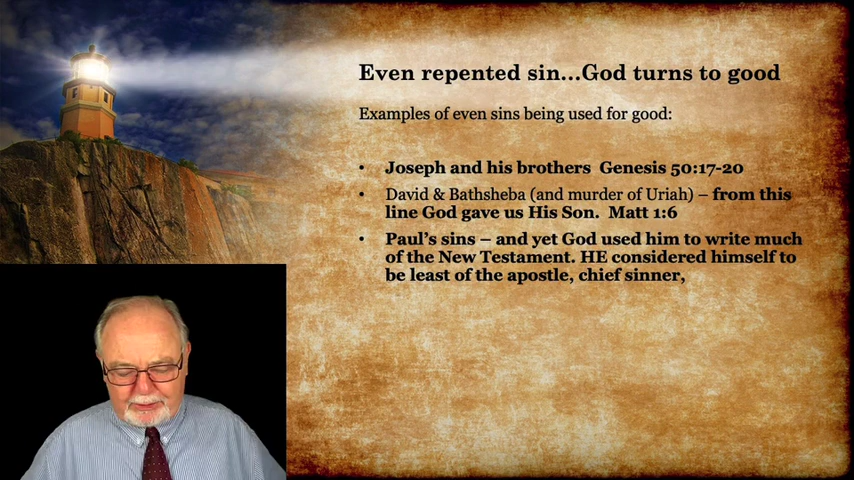 Even repented sin...God turns to good
Examples of even sins being used for good:
• Joseph and his brothers  Genesis 50:17-20
• David & Bathsheba (and murder of Uriah) – from this
line God gave us His Son.  Matt 1:6
• Paul's sins – and yet God used him to write much
of the New Testament. HE considered himself to
be least of the apostle, chief sinner,